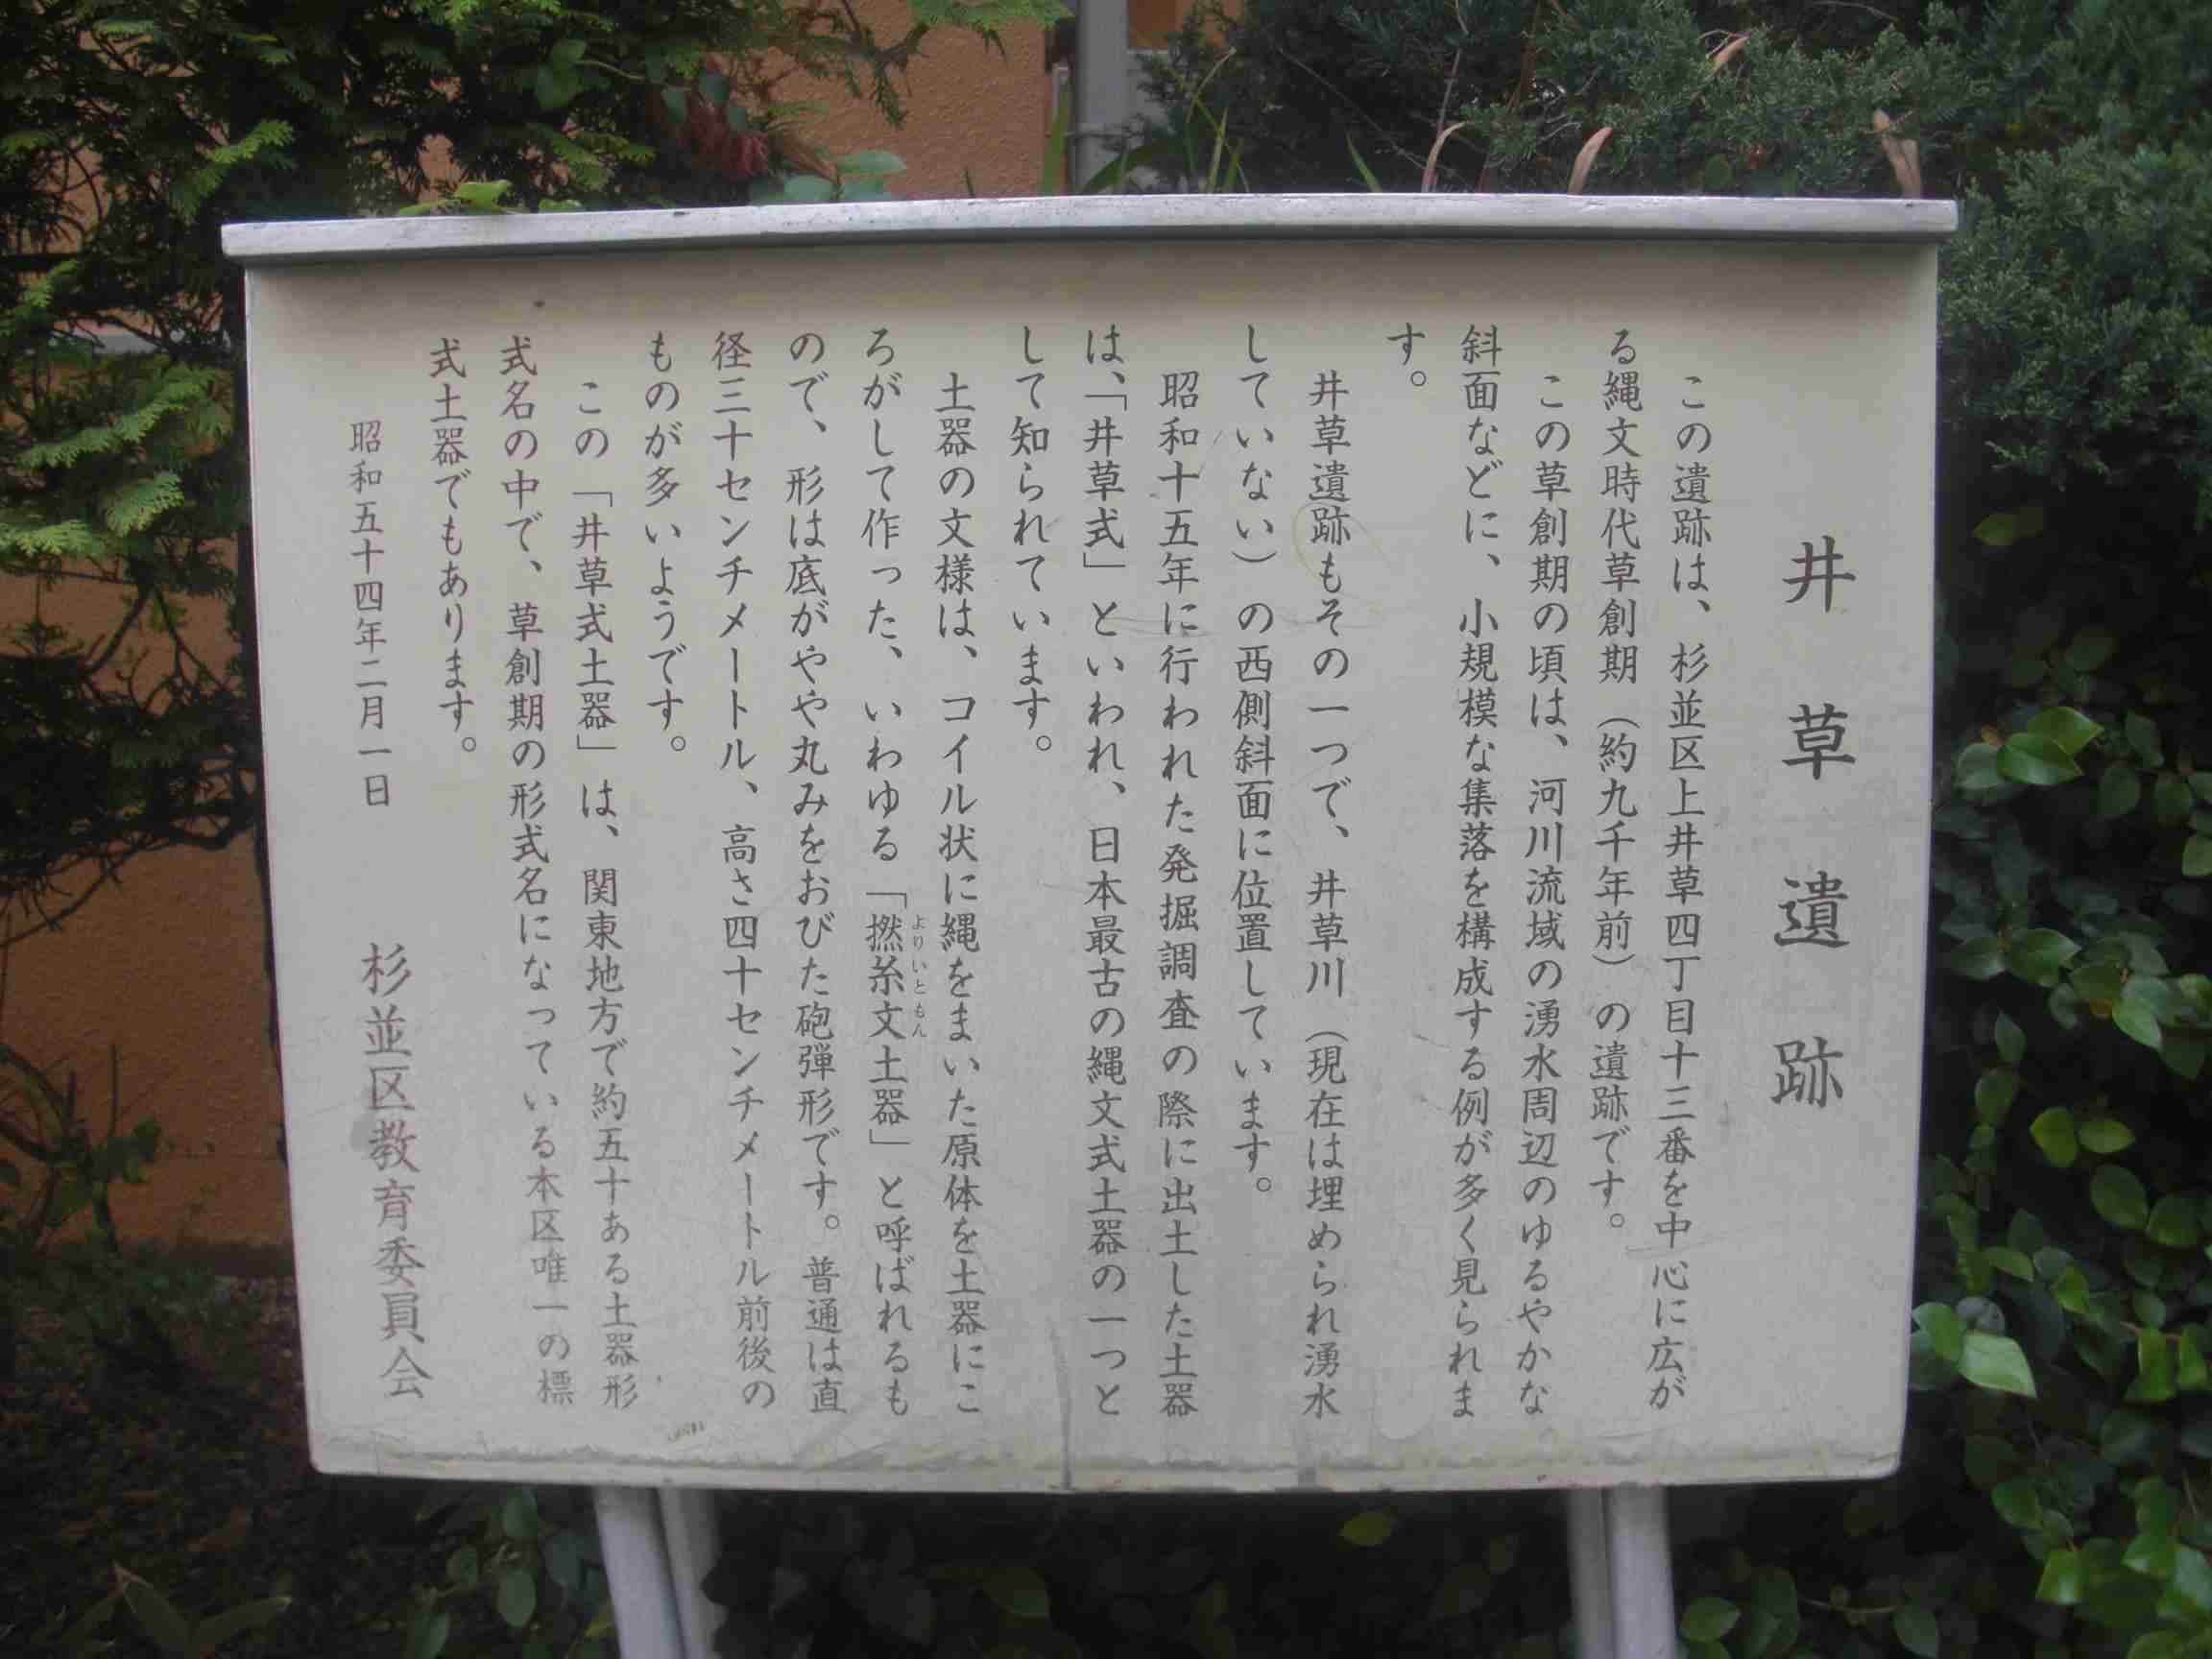 井草遺跡
この遺跡は、杉並区上井草四丁目十三番を中心に広が
る縄文時代草創期（約九千年前）の遺跡です。
この草創期の頃は、河川流域の湧水周辺のゆるやかな
斜面などに、小規模な集落を構成する例が多く見られま
す。
井草遺跡もその一つで、井草川（現在は埋められ湧水
していない）の西側斜面に位置しています。
昭和十五年に行われた発掘調査の際に出土した土器
は、「井草式」といわれ、日本最古の縄文式土器の一つと
して知られています。
土器の文様は、コイル状に縄をまいた原体を土器にこ
ろがして作った、いわゆる「撚糸文土器」と呼ばれるも
よりいともん
ので、形は底がやや丸みをおびた砲弾形です。普通は直
径三十センチメートル、高さ四十センチメートル前後の
ものが多いようです。
この「井草式土器」は、関東地方で約五十ある土器形
式名の中で、草創期の形式名になっている本区唯一の標
式土器でもあります。
昭和五十四年二月一日
杉並区教育委員会